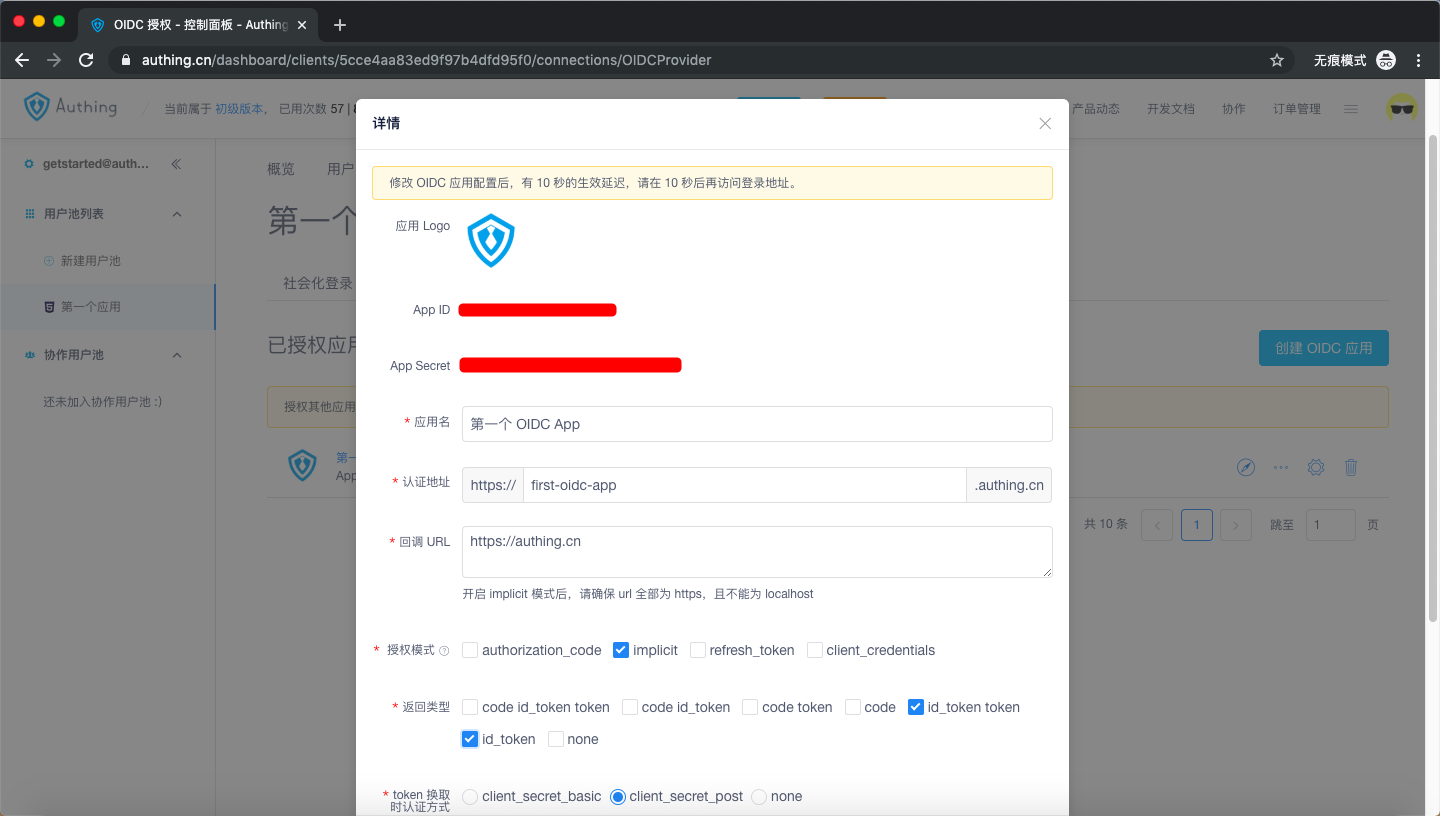 OIDC 授权 - 控制面板 - Authing
authing.cn/dashboard/clients/5cce4aa83ed9f97b4dfd95f0/connections/OIDCProvider
无痕模式
Authing
当前属于 初级版本， 已用次数 57 |
产品动态
开发文档
协作
订单管理
getstarted@auth...
用户池列表
新建用户池
第一个应用
协作用户池
还未加入协作用户池 :)
概览
用户
第一个
社会化登录
已授权应用
创建 OIDC 应用
授权其他应用
第一
App
共 10 条
1
跳至
1
页
详情
修改 OIDC 应用配置后，有 10 秒的生效延迟，请在 10 秒后再访问登录地址。
应用 Logo
App ID
App Secret
* 应用名
第一个 OIDC App
* 认证地址
https://
first-oidc-app
.authing.cn
* 回调 URL
https://authing.cn
开启 implicit 模式后，请确保 url 全部为 https，且不能为 localhost
* 授权模式
authorization_code
implicit
refresh_token
client_credentials
* 返回类型
code id_token token
code id_token
code token
code
id_token token
id_token
none
* token 换取
时认证方式
client_secret_basic
client_secret_post
none